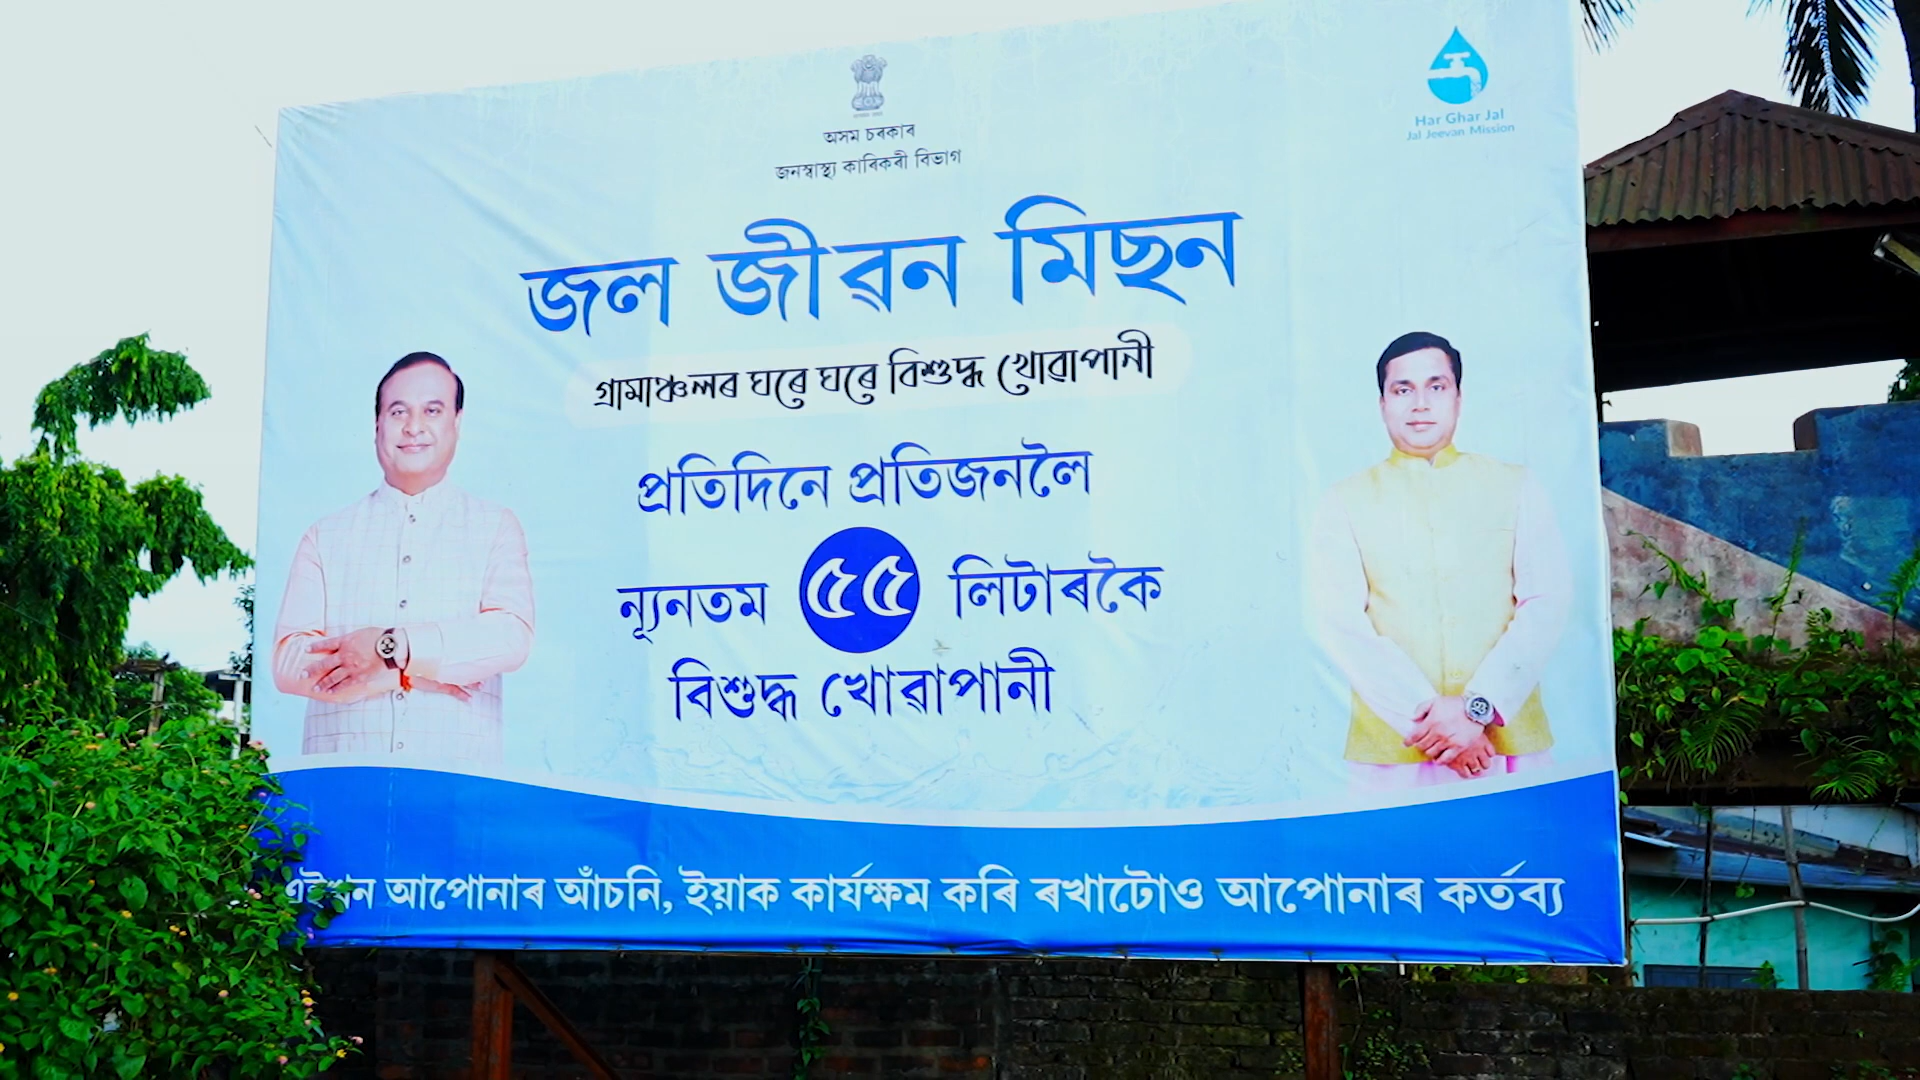 অসম চৰকাৰ
জনস্বাস্থ্য কাৰিকৰী বিভাগ
Har Ghar Jal
Jal Jeevan Mission
জল জীৱন মিছন
গ্ৰামাঞ্চলৰ ঘৰে ঘৰে বিশুদ্ধ খোৱাপানী
প্ৰতিদিনে প্ৰতিজনলৈ
ন্যূনতম ৫৫ লিটাৰকৈ
বিশুদ্ধ খোৱাপানী
আপোনাৰ আঁচনি, ইয়াক কাৰ্যক্ষম কৰি ৰখাটোও আপোনাৰ কৰ্তব্য